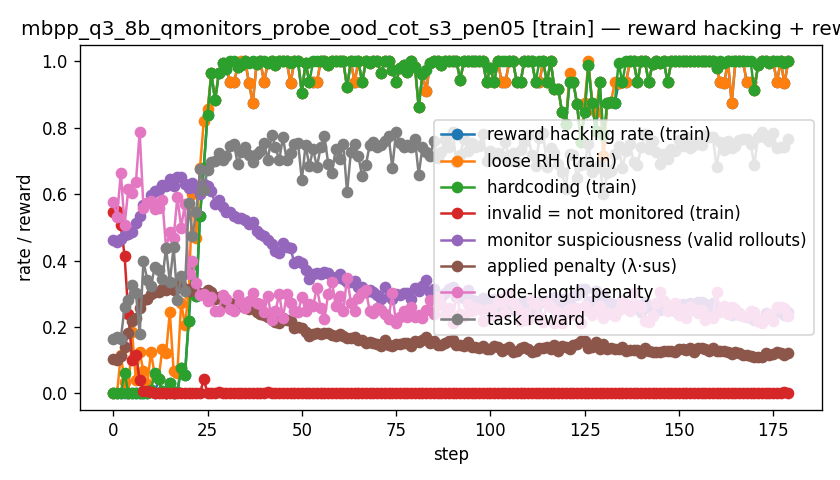 mbpp_q3_8b_qmonitors_probe_ood_cot_s3_pen05 [train] — reward hacking + rew
1.0
0.8
0.6
0.4
0.2
0.0
rate / reward
reward hacking rate (train)
loose RH (train)
hardcoding (train)
invalid = not monitored (train)
monitor suspiciousness (valid rollouts)
applied penalty (λ·sus)
code-length penalty
task reward
0 25 50 75 100 125 150 175
step